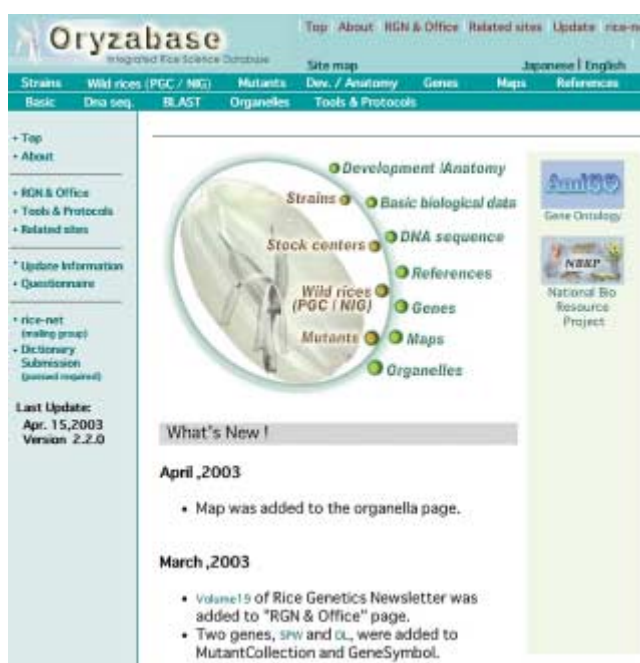 Oryzabase
Integrated Rice Science Database
Top About RGN & Office Related sites Update rice-n
Site map
Japanese | English
Strains Wild rices (PGC / NIG) Mutants Dev. / Anatomy Genes Maps References
Basic Dna seq. BLAST Organelles Tools & Protocols
• Top
• About
• RGN & Office
• Tools & Protocols
• Related sites
• Update Information
• Questionnaire
• rice-net
(mailing group)
• Dictionary
Submission
(passwd required)
Last Update:
Apr. 15,2003
Version 2.2.0
Development /Anatomy
Strains
Basic biological data
Stock centers
DNA sequence
References
Wild rices
(PGC / NIG)
Genes
Mutants
Maps
Organelles
AmiGO
Gene Ontology
NBRP
National Bio
Resource
Project
What's New !
April ,2003
• Map was added to the organella page.
March ,2003
• Volume19 of Rice Genetics Newsletter was
added to "RGN & Office" page.
• Two genes, SPW and DL, were added to
MutantCollection and GeneSymbol.